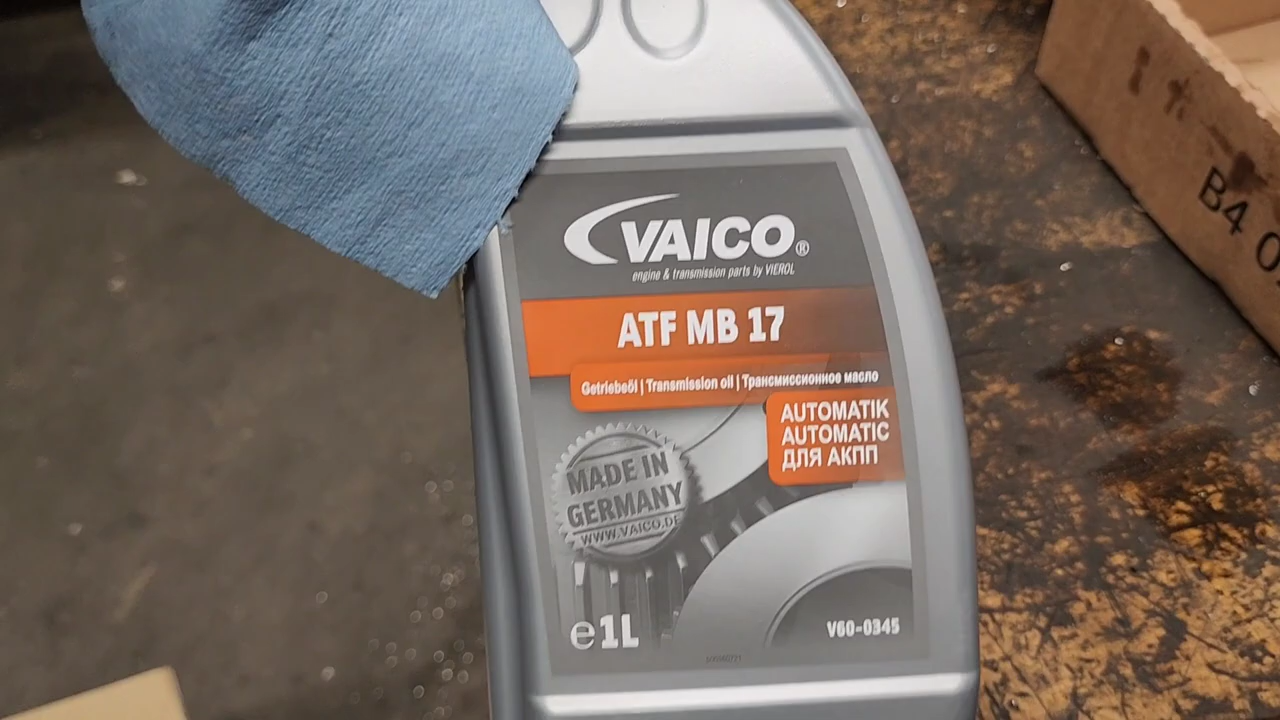 VAICO®
engine & transmission parts by VIEROL
ATF MB 17
Getriebeöl | Transmission oil | Трансмиссионное масло
AUTOMATIK
AUTOMATIC
ДЛЯ АКПП
MADE IN
GERMANY
WWW.VAICO.DE
e1L
V60-0345
B4